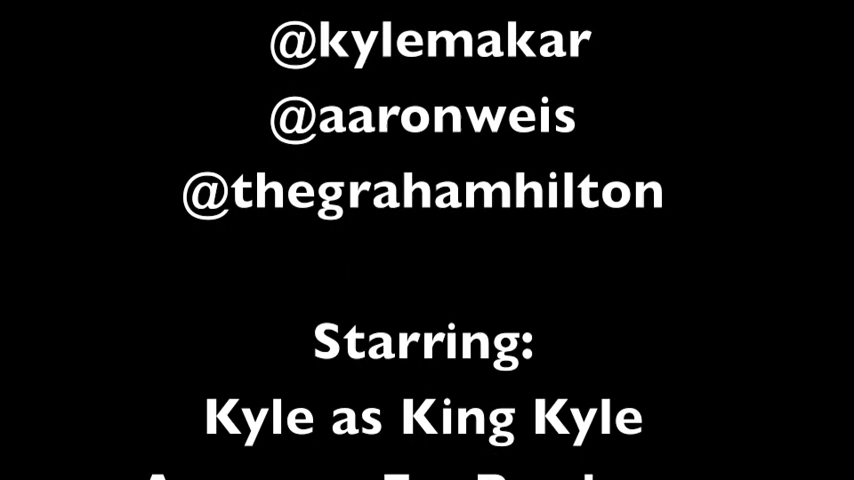 @kylemakar
@aaronweis
@thegrahamhilton
Starring:
Kyle as King Kyle